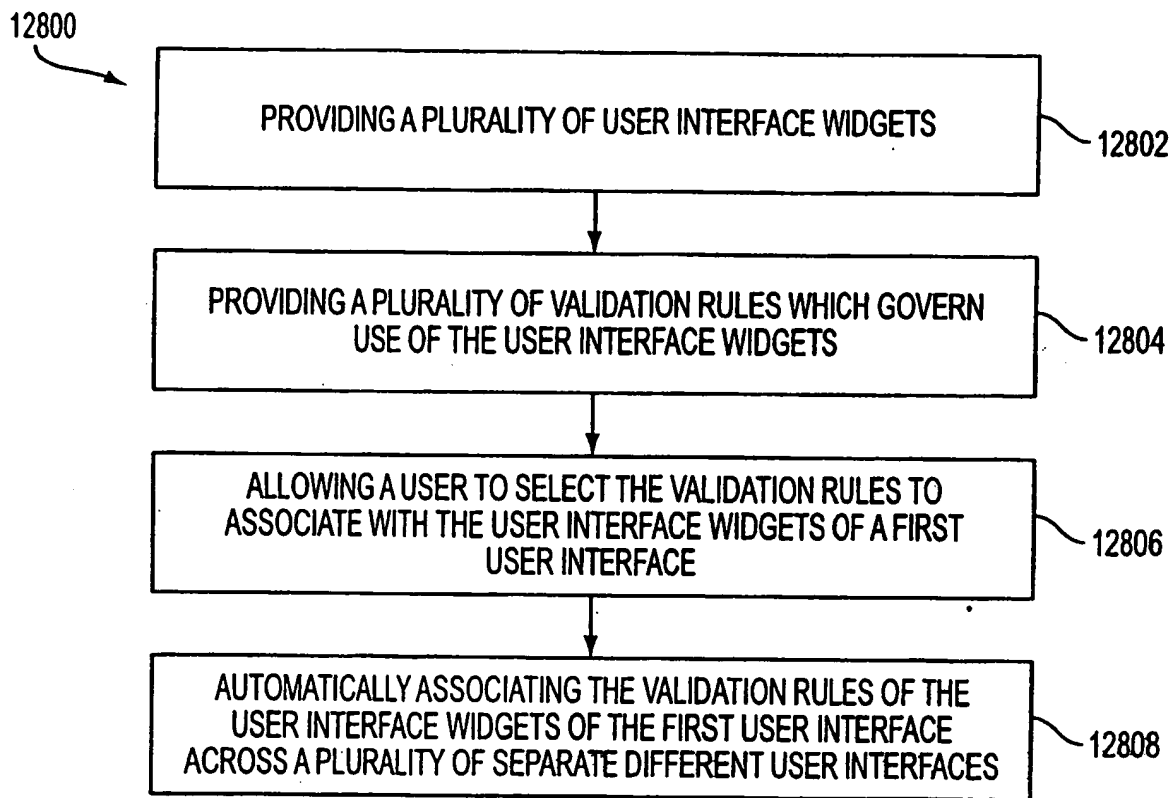 12800
PROVIDING A PLURALITY OF USER INTERFACE WIDGETS
12802
PROVIDING A PLURALITY OF VALIDATION RULES WHICH GOVERN
USE OF THE USER INTERFACE WIDGETS
12804
ALLOWING A USER TO SELECT THE VALIDATION RULES TO
ASSOCIATE WITH THE USER INTERFACE WIDGETS OF A FIRST
USER INTERFACE
12806
AUTOMATICALLY ASSOCIATING THE VALIDATION RULES OF THE
USER INTERFACE WIDGETS OF THE FIRST USER INTERFACE
ACROSS A PLURALITY OF SEPARATE DIFFERENT USER INTERFACES
12808